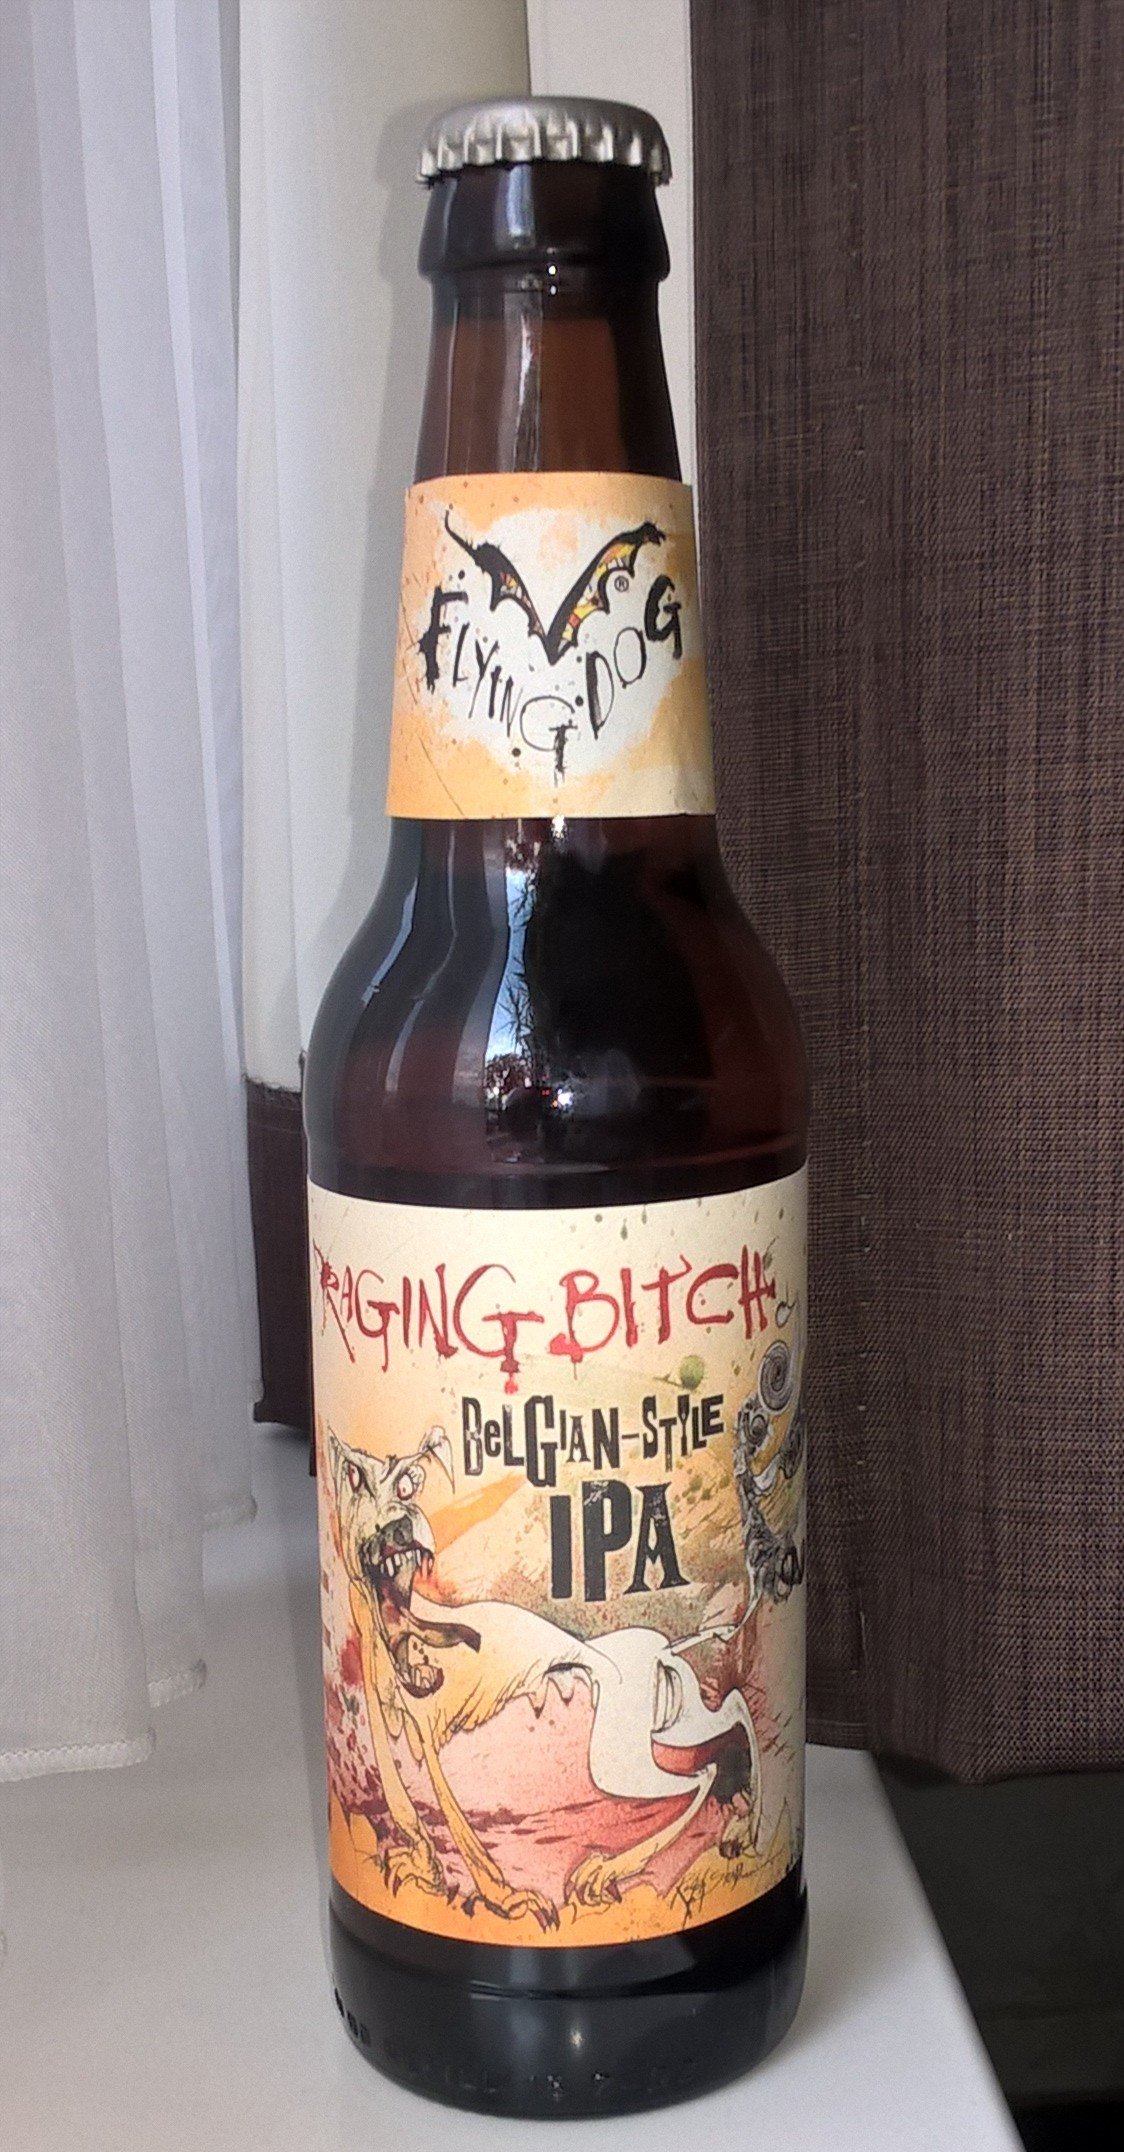 FLYING DOG
®
RAGING BITCH
BELGIAN-STYLE
IPA